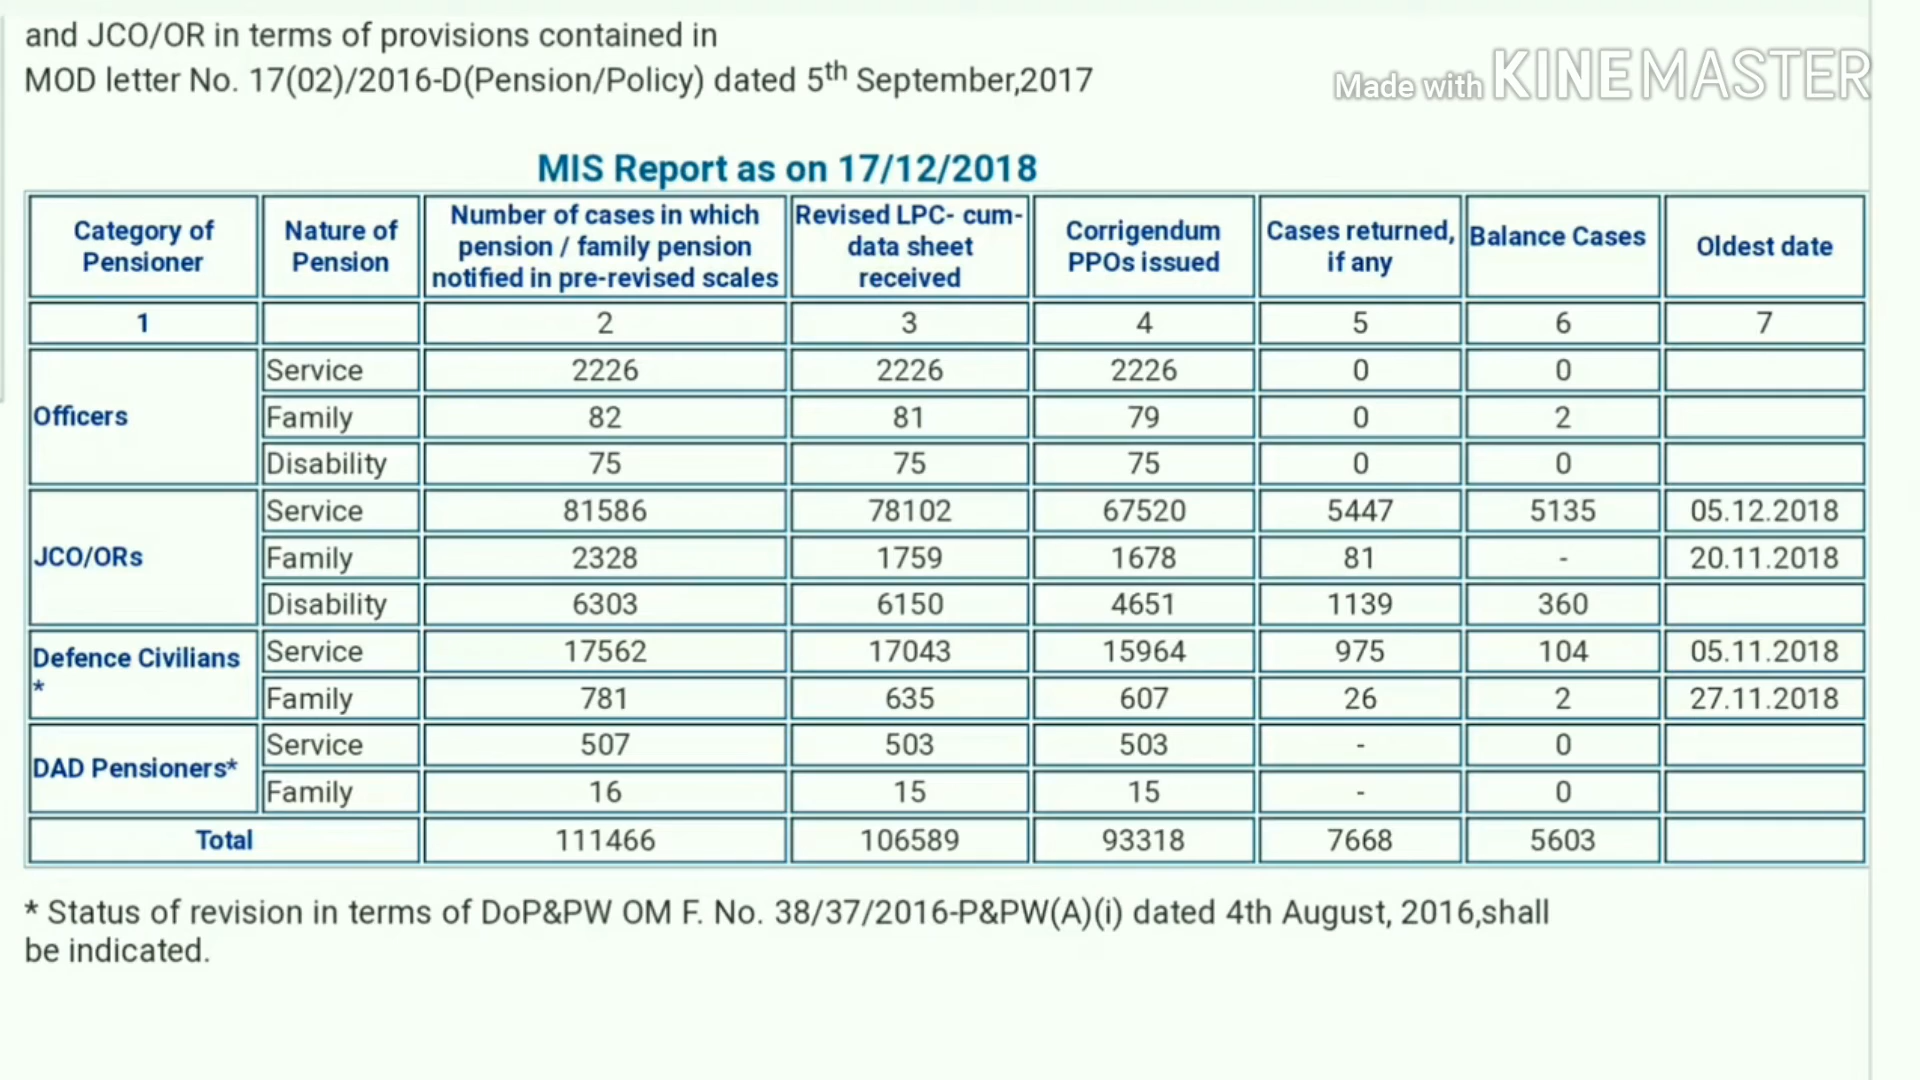 and JCO/OR in terms of provisions contained in
MOD letter No. 17(02)/2016-D(Pension/Policy) dated 5th September,2017
Made with KINEMASTER
MIS Report as on 17/12/2018
Category of Pensioner Nature of Pension Number of cases in which pension / family pension notified in pre-revised scales Revised LPC- cum-data sheet received Corrigendum PPOs issued Cases returned, if any Balance Cases Oldest date
1 2 3 4 5 6 7
Officers Service 2226 2226 2226 0 0
Family 82 81 79 0 2
Disability 75 75 75 0 0
JCO/ORs Service 81586 78102 67520 5447 5135 05.12.2018
Family 2328 1759 1678 81 - 20.11.2018
Disability 6303 6150 4651 1139 360
Defence Civilians * Service 17562 17043 15964 975 104 05.11.2018
Family 781 635 607 26 2 27.11.2018
DAD Pensioners* Service 507 503 503 - 0
Family 16 15 15 - 0
Total 111466 106589 93318 7668 5603
* Status of revision in terms of DoP&PW OM F. No. 38/37/2016-P&PW(A)(i) dated 4th August, 2016,shall
be indicated.